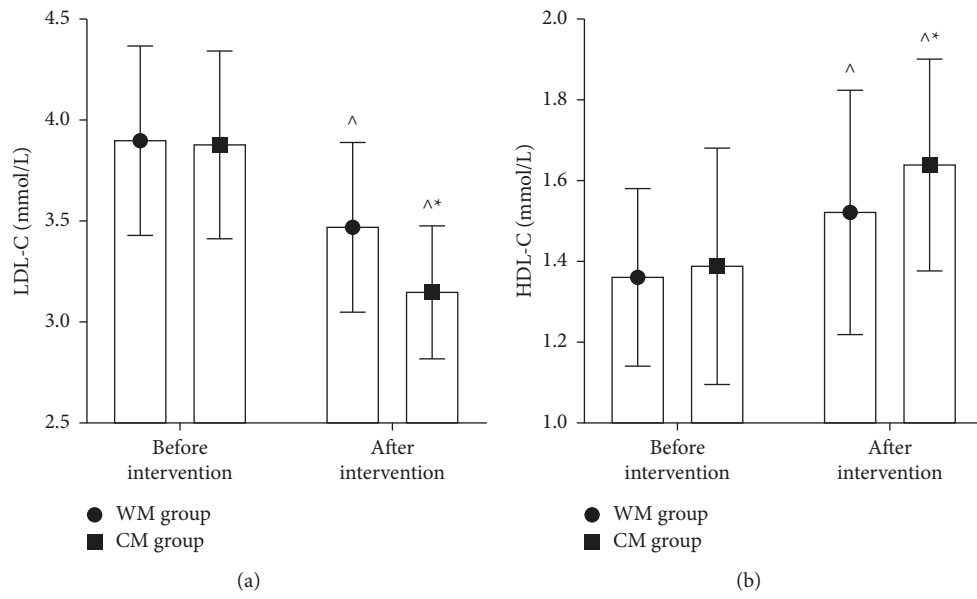 4.5
4.0
3.5
3.0
2.5
LDL-C (mmol/L)
^
^*
Before
intervention
After
intervention
WM group
CM group
(a)
2.0
1.8
1.6
1.4
1.2
1.0
HDL-C (mmol/L)
^
^*
Before
intervention
After
intervention
WM group
CM group
(b)